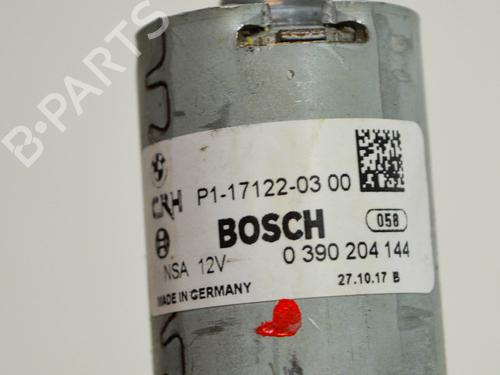 B-PARTS
P1-17122-03 00
BOSCH
058
NSA 12V
0 390 204 144
MADE IN GERMANY
27.10.17 B